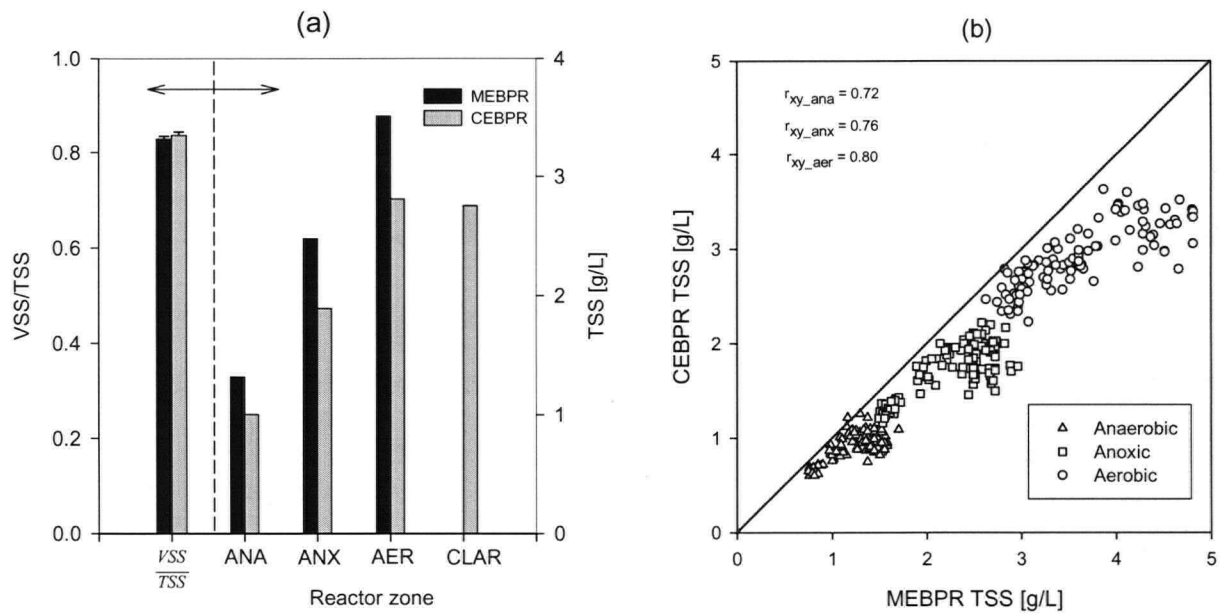 (a)
1.0
0.8
0.6
0.4
0.2
0.0
VSS/TSS
4
3
2
1
0
TSS [g/L]
MEBPR
CEBPR
VSS
TSS
ANA ANX AER CLAR
Reactor zone
(b)
5
4
3
2
1
0
CEBPR TSS [g/L]
r_xy_ana = 0.72
r_xy_anx = 0.76
r_xy_aer = 0.80
Anaerobic
Anoxic
Aerobic
0 1 2 3 4 5
MEBPR TSS [g/L]